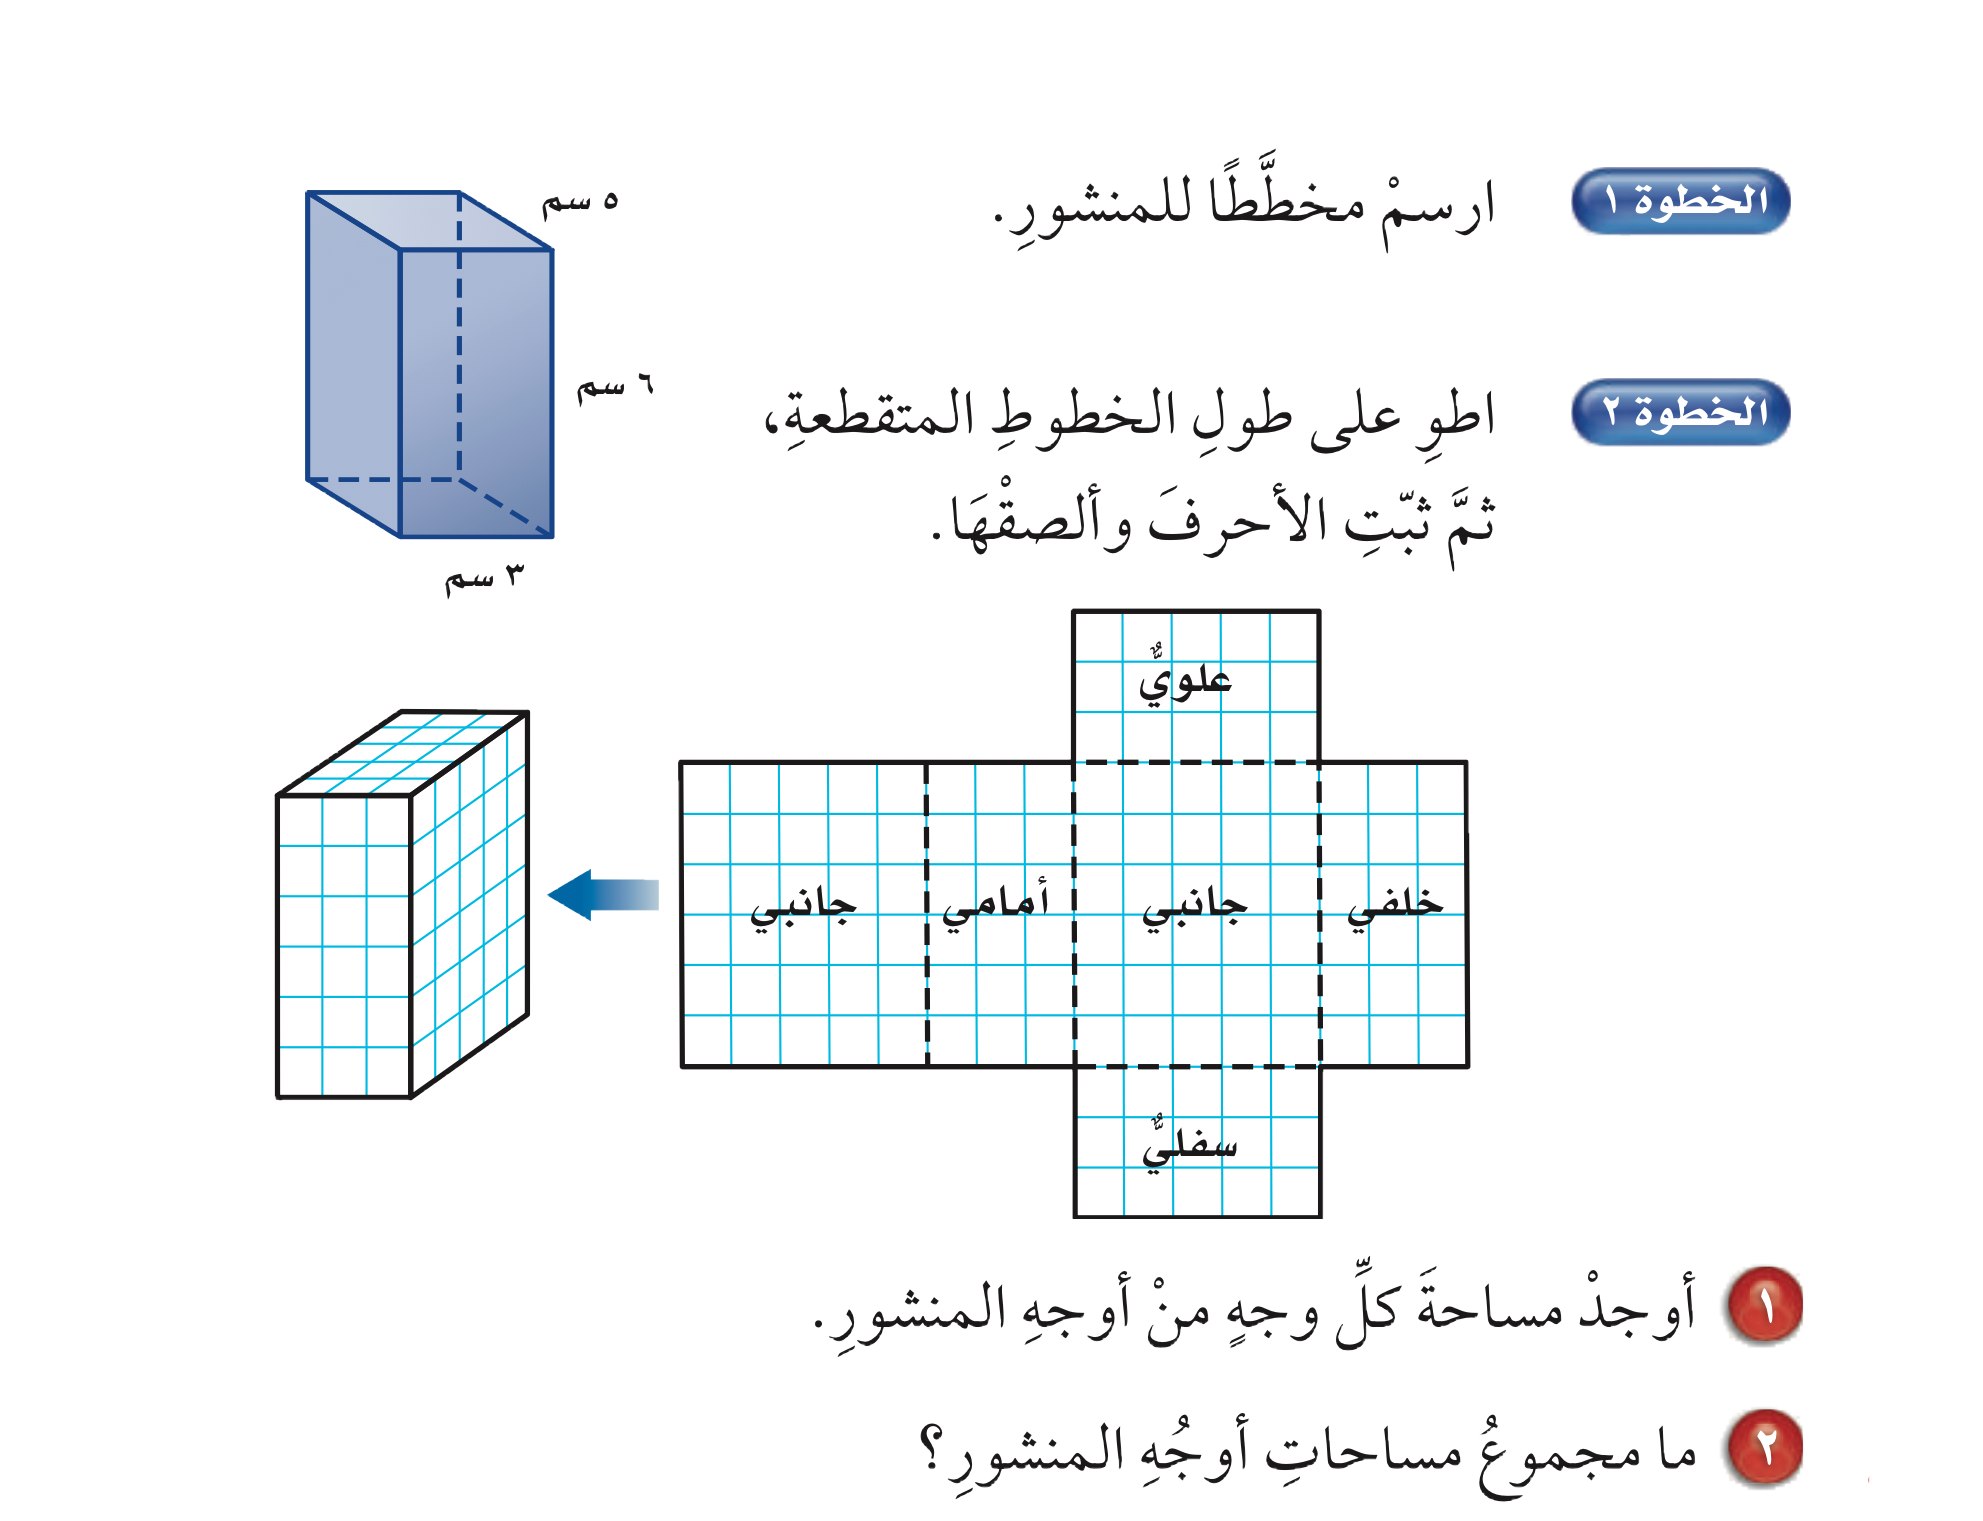 الخطوة ١ ارسمْ مخطَّطًا للمنشورِ.
٥ سم
٦ سم
٣ سم
الخطوة ٢ اطوِ على طولِ الخطوطِ المتقطعةِ،
ثمَّ ثبّتِ الأحرفَ وألصقْهَا.
علويٌّ
خلفي جانبي أمامي جانبي
سفليٌّ
١ أوجدْ مساحةَ كلِّ وجهٍ منْ أوجهِ المنشورِ.
٢ ما مجموعُ مساحاتِ أوجُهِ المنشورِ؟